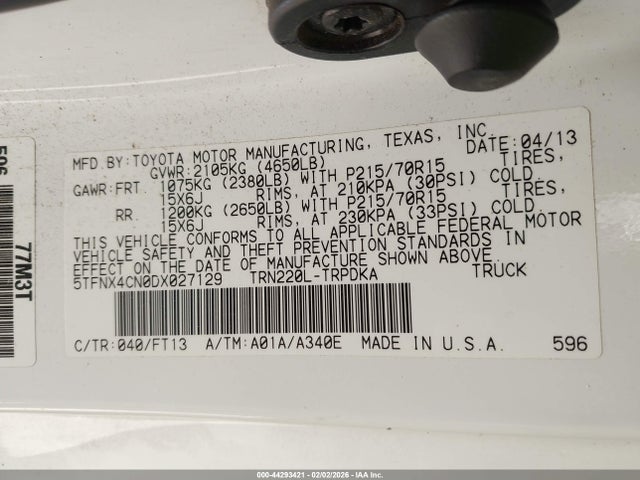 MFD BY:TOYOTA MOTOR MANUFACTURING, TEXAS, INC.
GVWR:2105KG (4650LB) DATE:04/13
GAWR:FRT 1075KG (2380LB) WITH P215/70R15 TIRES,
15X6J RIMS, AT 210KPA (30PSI) COLD
RR. 1200KG (2650LB) WITH P215/70R15 TIRES,
15X6J RIMS, AT 230KPA (33PSI) COLD.
THIS VEHICLE CONFORMS TO ALL APPLICABLE FEDERAL MOTOR
VEHICLE SAFETY AND THEFT PREVENTION STANDARDS IN
EFFECT ON THE DATE OF MANUFACTURE SHOWN ABOVE.
5TFNX4CN0DX027129 TRN220L-TRPDKA TRUCK
C/TR:040/FT13 A/TM:A01A/A340E MADE IN U.S.A. 596
596
77M3T
000-44293421 - 02/02/2026 - IAA Corp.